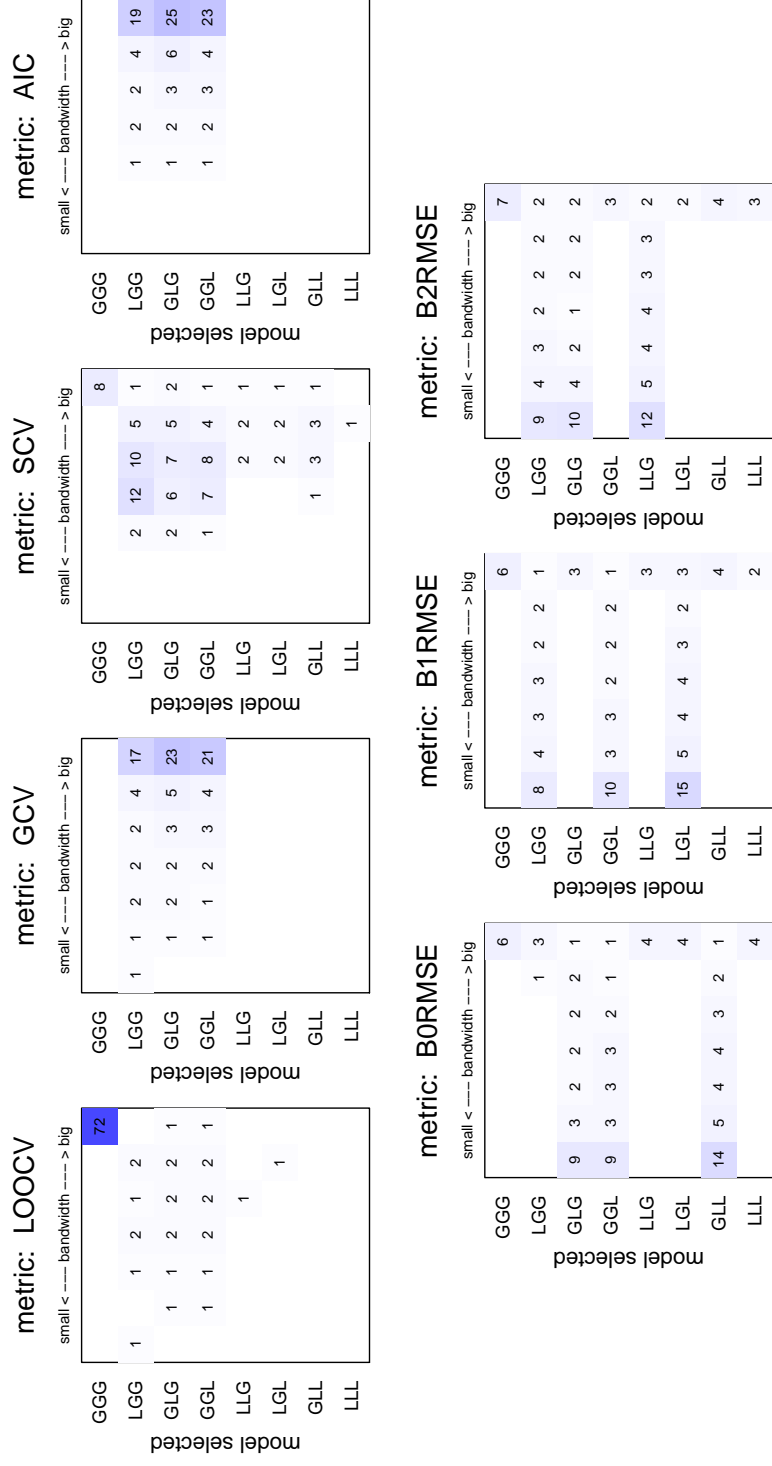 metric: LOOCV
small < −−− bandwidth −−− > big
model selected
GGG 72
LGG 1 1 2 1 2
GLG 1 1 2 2 2 1
GGL 1 1 2 2 2 1
LLG 1
LGL 1
GLL
LLL
metric: GCV
small < −−− bandwidth −−− > big
model selected
GGG
LGG 1 1 2 2 2 4 17
GLG 1 2 2 3 5 23
GGL 1 1 2 3 4 21
LLG
LGL
GLL
LLL
metric: SCV
small < −−− bandwidth −−− > big
model selected
GGG 8
LGG 2 12 10 5 1
GLG 2 6 7 5 2
GGL 1 7 8 4 1
LLG 2 2 1
LGL 2 2 1
GLL 1 3 3 1
LLL 1
metric: AIC
small < −−− bandwidth −−− > big
model selected
GGG
LGG 1 2 2 4 19
GLG 1 2 3 6 25
GGL 1 2 3 4 23
LLG
LGL
GLL
LLL
metric: B0RMSE
small < −−− bandwidth −−− > big
model selected
GGG 6
LGG 1 3
GLG 9 3 2 2 2 2 1
GGL 9 3 3 3 2 1 1
LLG 4
LGL 4
GLL 14 5 4 4 3 2 1
LLL 4
metric: B1RMSE
small < −−− bandwidth −−− > big
model selected
GGG 6
LGG 8 4 3 3 2 2 1
GLG 3
GGL 10 3 3 2 2 2 1
LLG 3
LGL 15 5 4 4 3 2 3
GLL 4
LLL 2
metric: B2RMSE
small < −−− bandwidth −−− > big
model selected
GGG 7
LGG 9 4 3 2 2 2 2
GLG 10 4 2 1 2 2 2
GGL 3
LLG 12 5 4 4 3 3 2
LGL 2
GLL 4
LLL 3